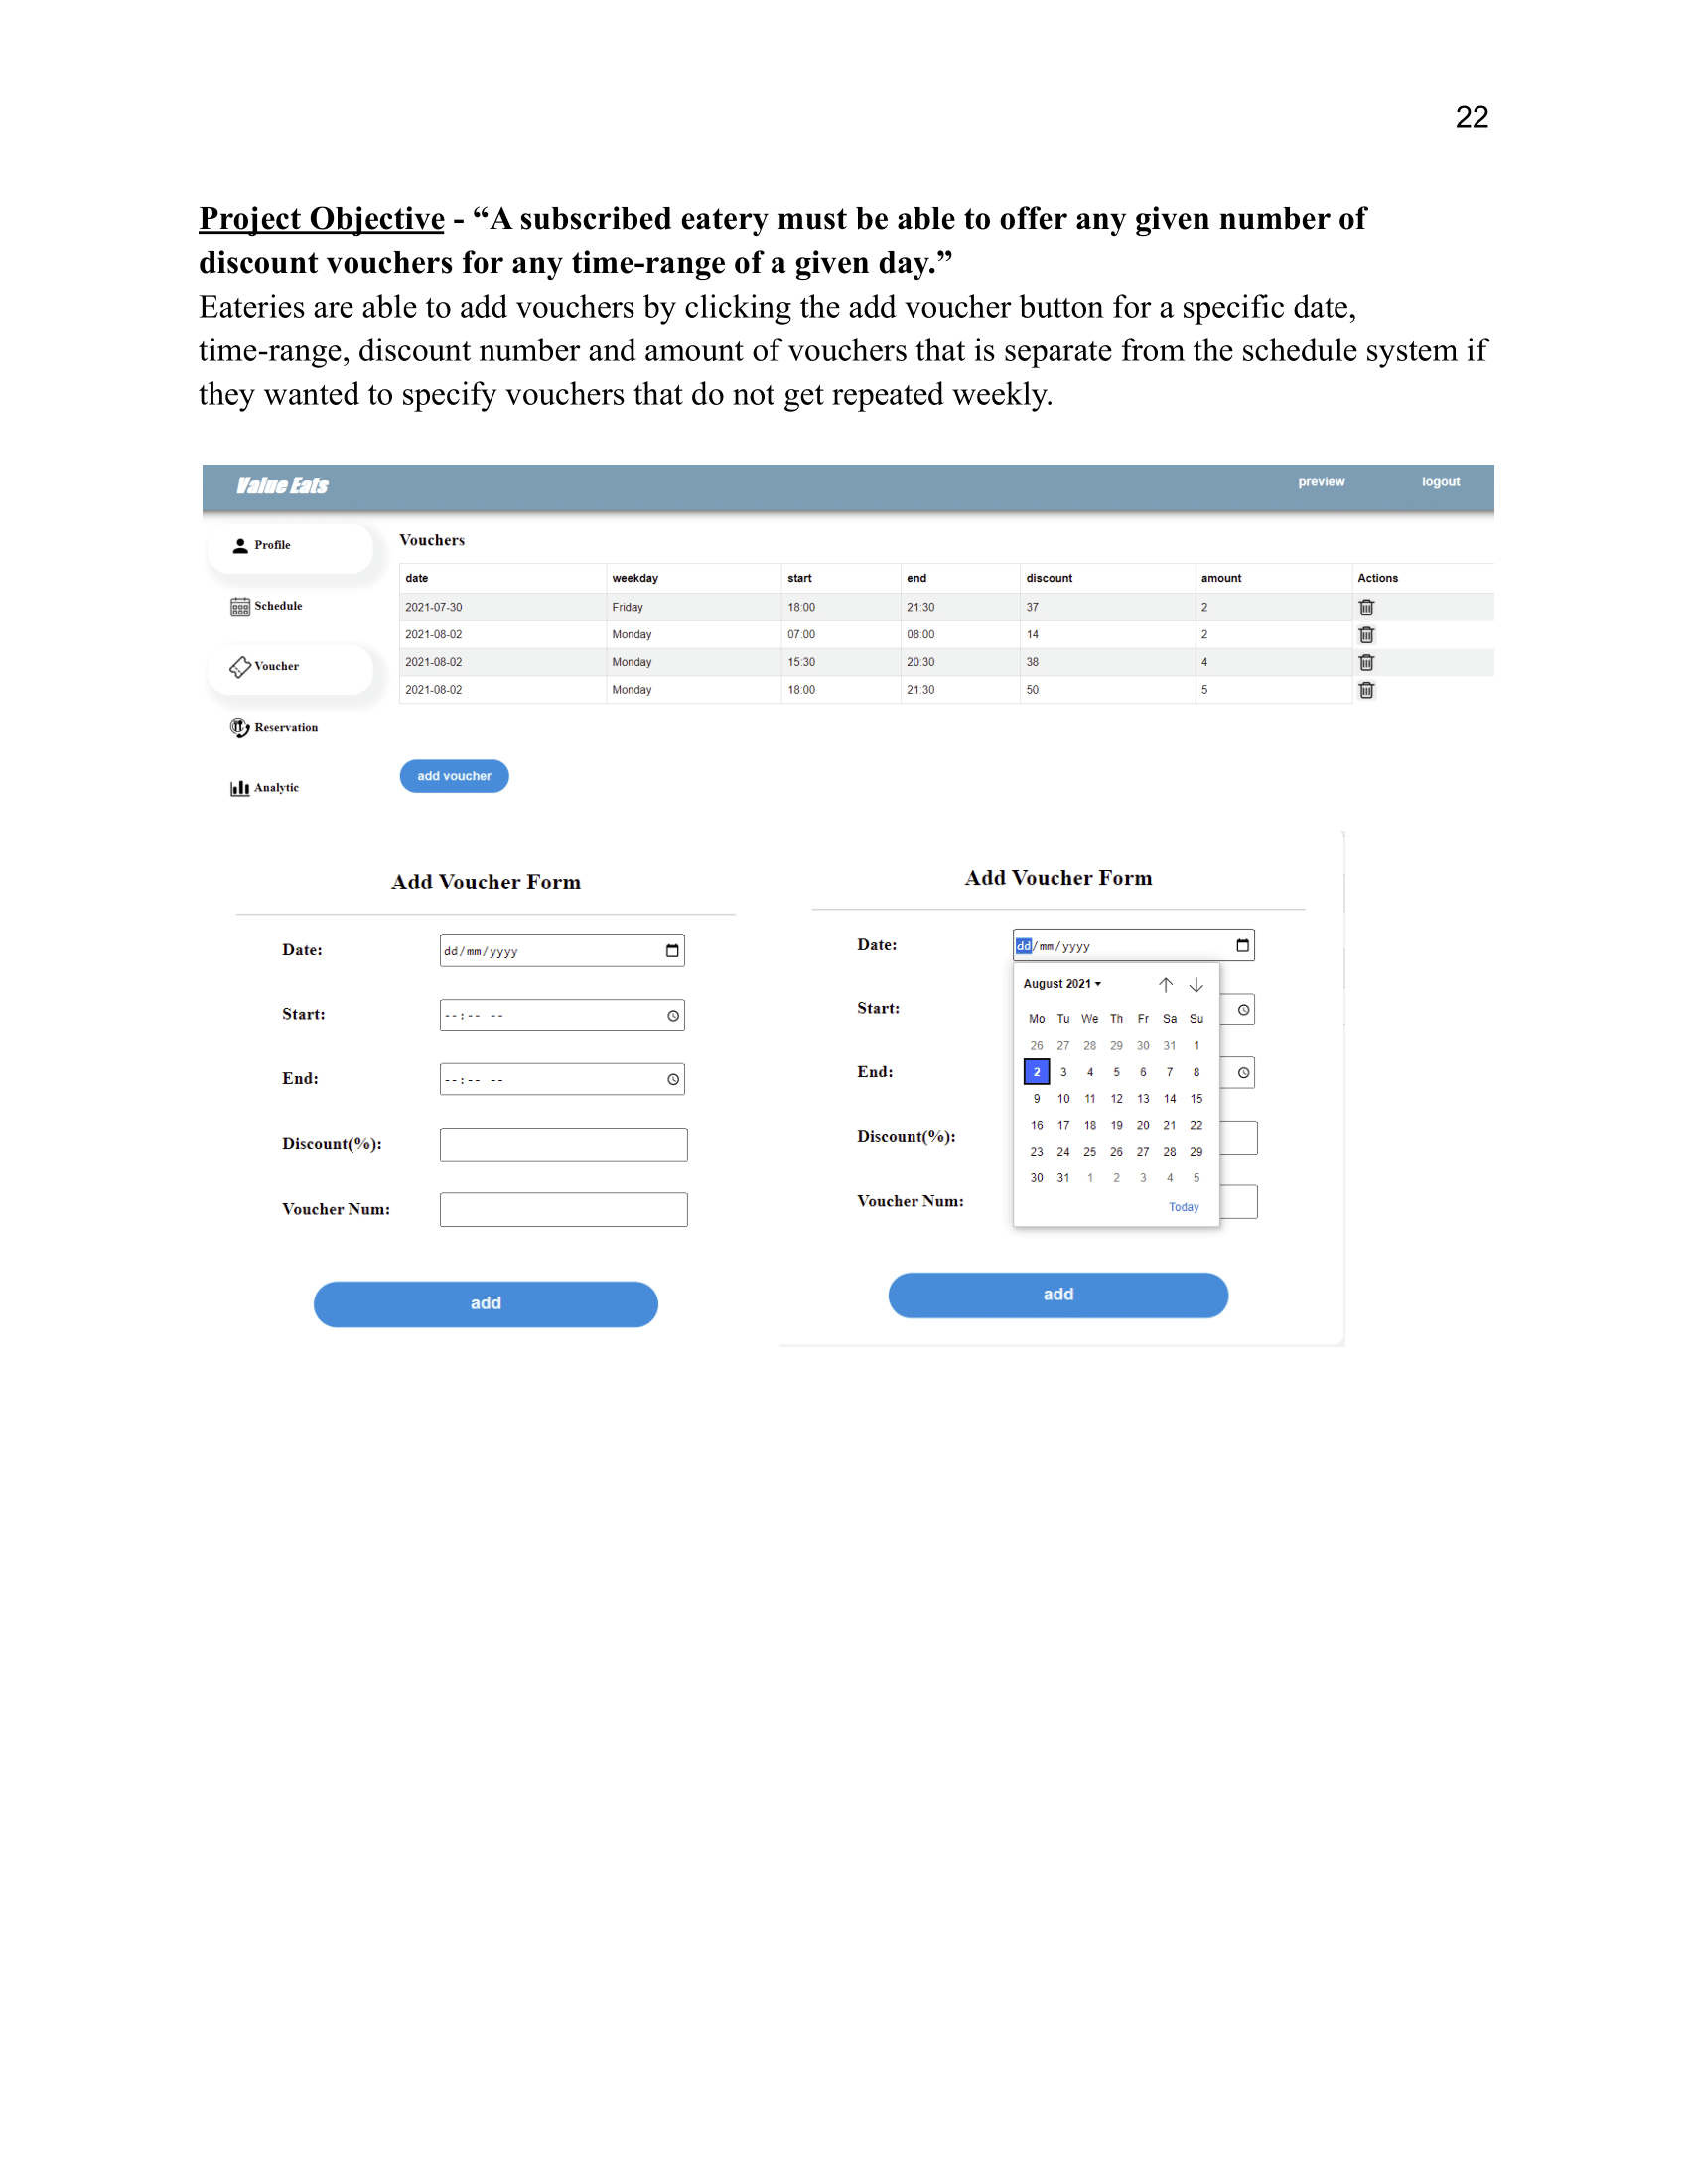 22
Project Objective - “A subscribed eatery must be able to offer any given number of
discount vouchers for any time-range of a given day.”
Eateries are able to add vouchers by clicking the add voucher button for a specific date,
time-range, discount number and amount of vouchers that is separate from the schedule system if
they wanted to specify vouchers that do not get repeated weekly.
Value Eats preview logout
Profile
Schedule
Voucher
Reservation
Analytic
Vouchers
date weekday start end discount amount Actions
2021-07-30 Friday 18:00 21:30 37 2
2021-08-02 Monday 07:00 08:00 14 2
2021-08-02 Monday 15:30 20:30 38 4
2021-08-02 Monday 18:00 21:30 50 5
add voucher
Add Voucher Form
Date: dd/mm/yyyy
Start: --:-- --
End: --:-- --
Discount(%):
Voucher Num:
add
Add Voucher Form
Date: dd/mm/yyyy
Start:
End:
Discount(%):
Voucher Num:
August 2021
Mo Tu We Th Fr Sa Su
26 27 28 29 30 31 1
2 3 4 5 6 7 8
9 10 11 12 13 14 15
16 17 18 19 20 21 22
23 24 25 26 27 28 29
30 31 1 2 3 4 5
Today
add